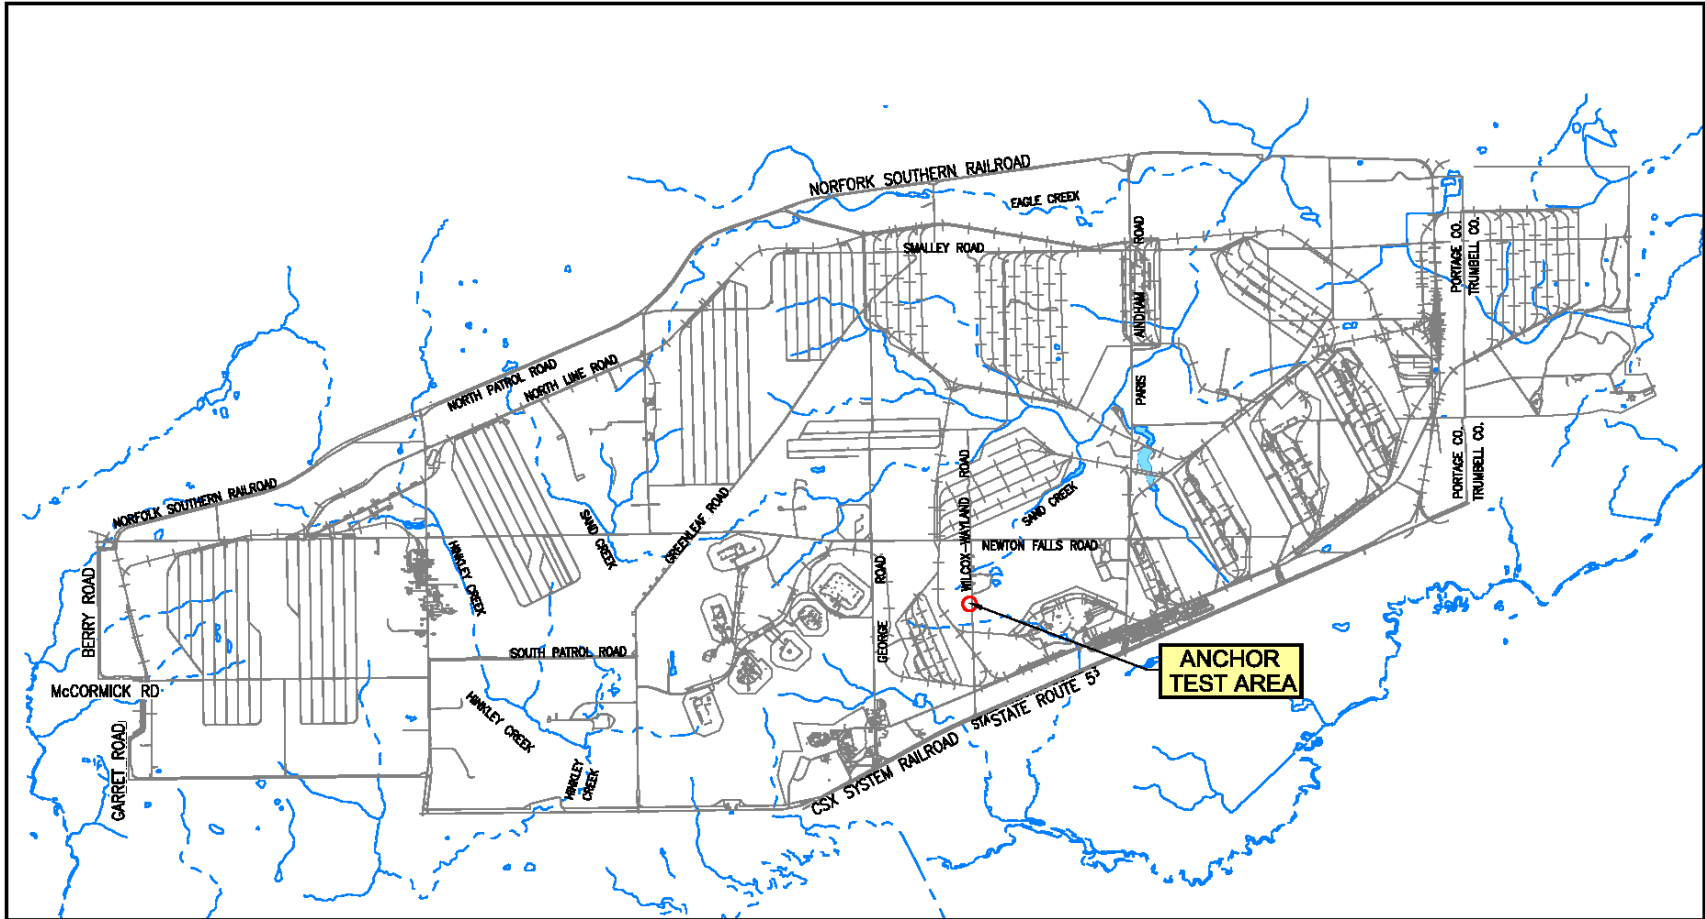 NORFORK SOUTHERN RAILROAD
EAGLE CREEK
SMALLEY ROAD
PARIS AINDHAM ROAD
PORTAGE CO.
TRUMBELL CO.
NORTH PATROL ROAD
NORTH LINE ROAD
PORTAGE CO.
TRUMBELL CO.
NORFOLK SOUTHERN RAILROAD
SAND CREEK
GREENLEAF ROAD
WILCOX-WAYLAND ROAD
SAND CREEK
NEWTON FALLS ROAD
HINKLEY CREEK
BERRY ROAD
GEORGE ROAD
SOUTH PATROL ROAD
ANCHOR
TEST AREA
McCORMICK RD
HINKLEY CREEK
GARRET ROAD
HINKLEY
CREEK
CSX SYSTEM RAILROAD
STATE ROUTE 5